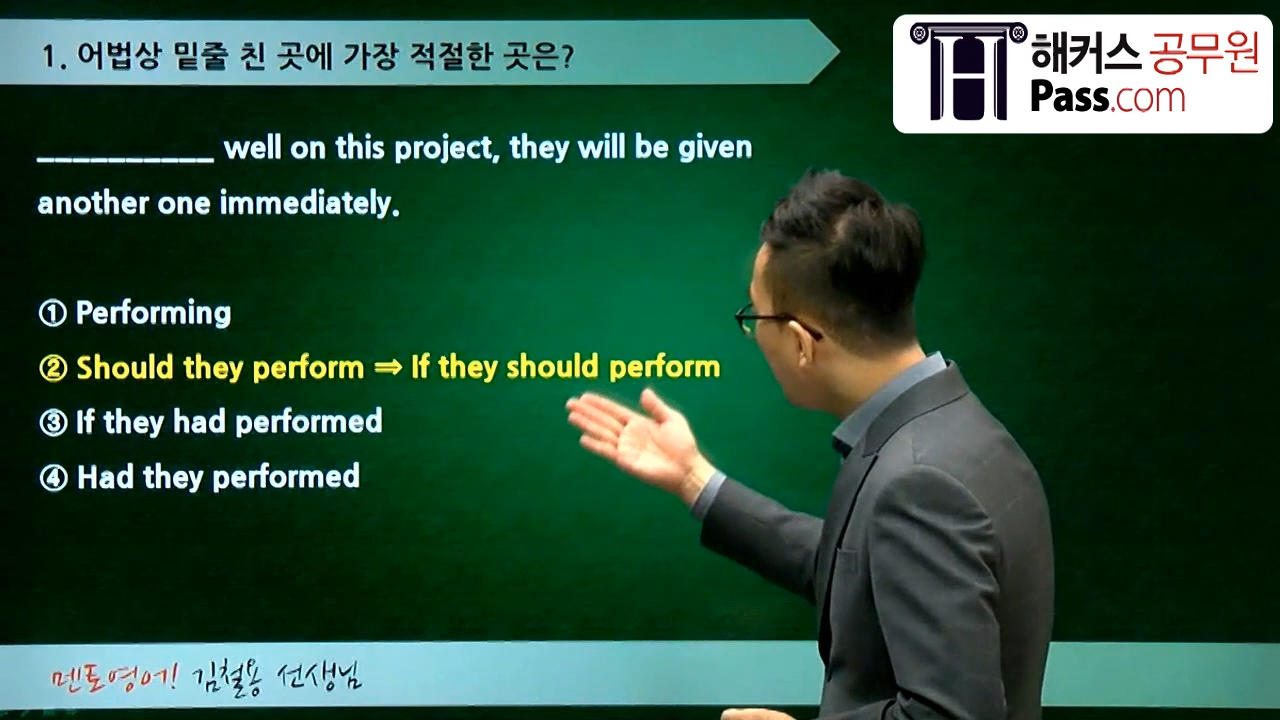 1. 어법상 밑줄 친 곳에 가장 적절한 곳은?
해커스 공무원
Pass.com
__________ well on this project, they will be given
another one immediately.
① Performing
② Should they perform ⇒ If they should perform
③ If they had performed
④ Had they performed
멘토영어! 김철용 선생님